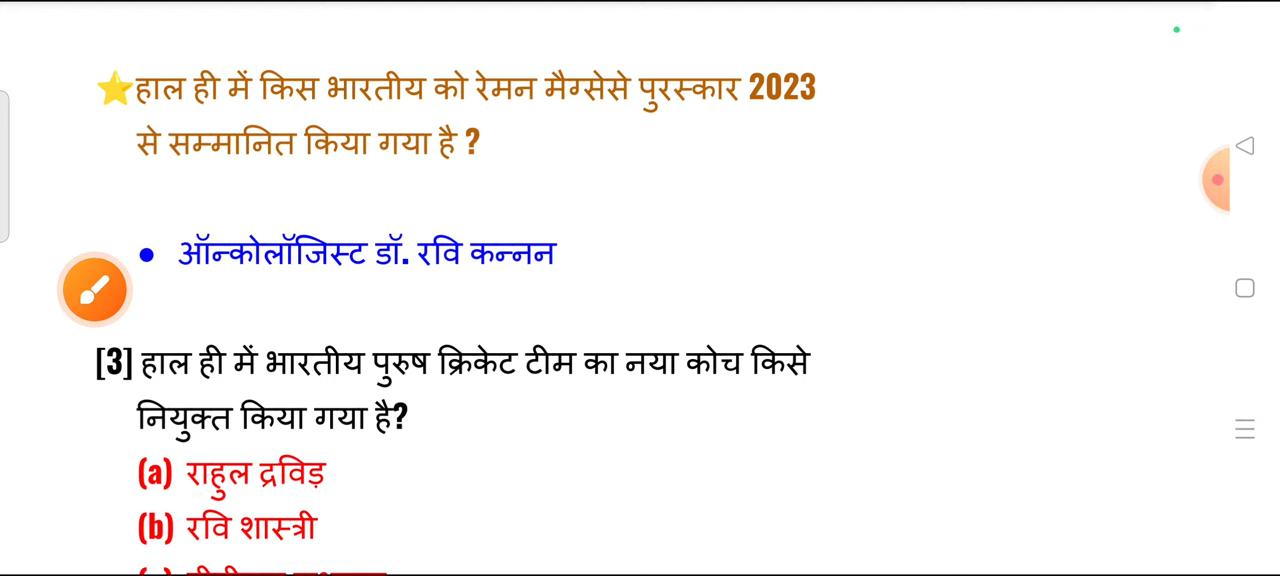 ⭐हाल ही में किस भारतीय को रेमन मैग्सेसे पुरस्कार 2023
से सम्मानित किया गया है ?
● ऑन्कोलॉजिस्ट डॉ. रवि कन्नन
[3] हाल ही में भारतीय पुरुष क्रिकेट टीम का नया कोच किसे
नियुक्त किया गया है?
(a) राहुल द्रविड़
(b) रवि शास्त्री